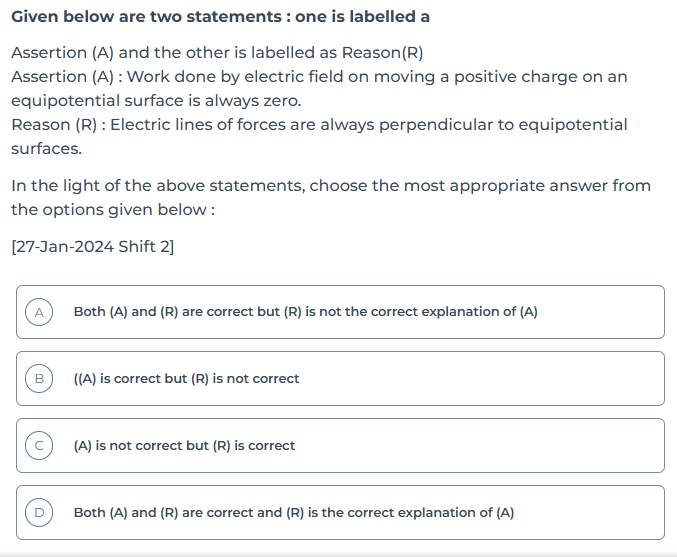 Given below are two statements : one is labelled a
Assertion (A) and the other is labelled as Reason(R)
Assertion (A) : Work done by electric field on moving a positive charge on an
equipotential surface is always zero.
Reason (R) : Electric lines of forces are always perpendicular to equipotential
surfaces.
In the light of the above statements, choose the most appropriate answer from
the options given below :
[27-Jan-2024 Shift 2]
A Both (A) and (R) are correct but (R) is not the correct explanation of (A)
B ((A) is correct but (R) is not correct
C (A) is not correct but (R) is correct
D Both (A) and (R) are correct and (R) is the correct explanation of (A)